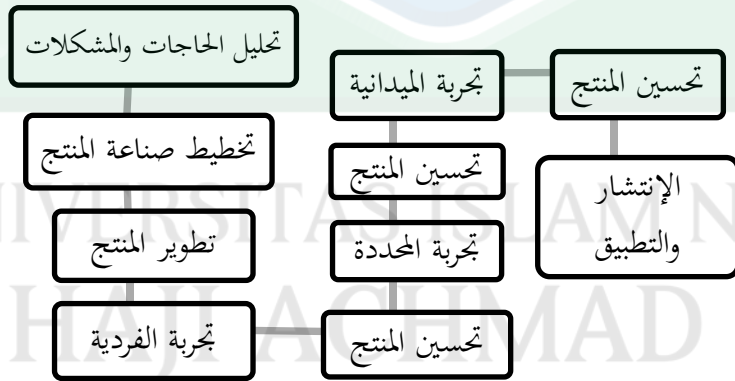 تحليل الحاجات والمشكلات
تخطيط صناعة المنتج
تطوير المنتج
تجربة الفردية
تحسين المنتج
تجربة المحددة
تحسين المنتج
تجربة الميدانية
تحسين المنتج
الإنتشار
والتطبيق
UNIVERSITAS ISLAM N
HAJI ACHMAD